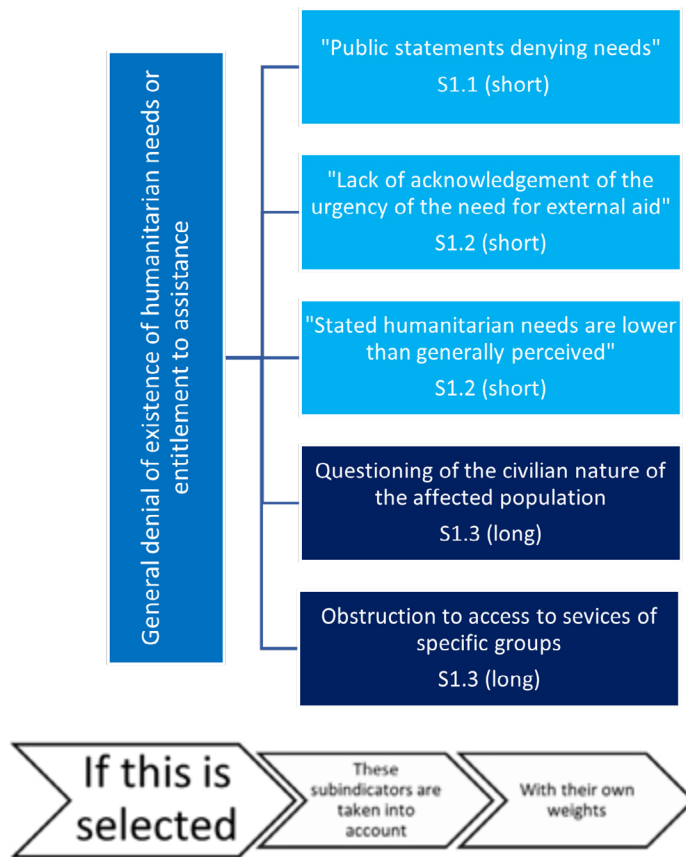 General denial of existence of humanitarian needs or
entitlement to assistance
"Public statements denying needs"
S1.1 (short)
"Lack of acknowledgement of the
urgency of the need for external aid"
S1.2 (short)
"Stated humanitarian needs are lower
than generally perceived"
S1.2 (short)
Questioning of the civilian nature of
the affected population
S1.3 (long)
Obstruction to access to sevices of
specific groups
S1.3 (long)
If this is
selected
These
subindicators are
taken into
account
With their own
weights